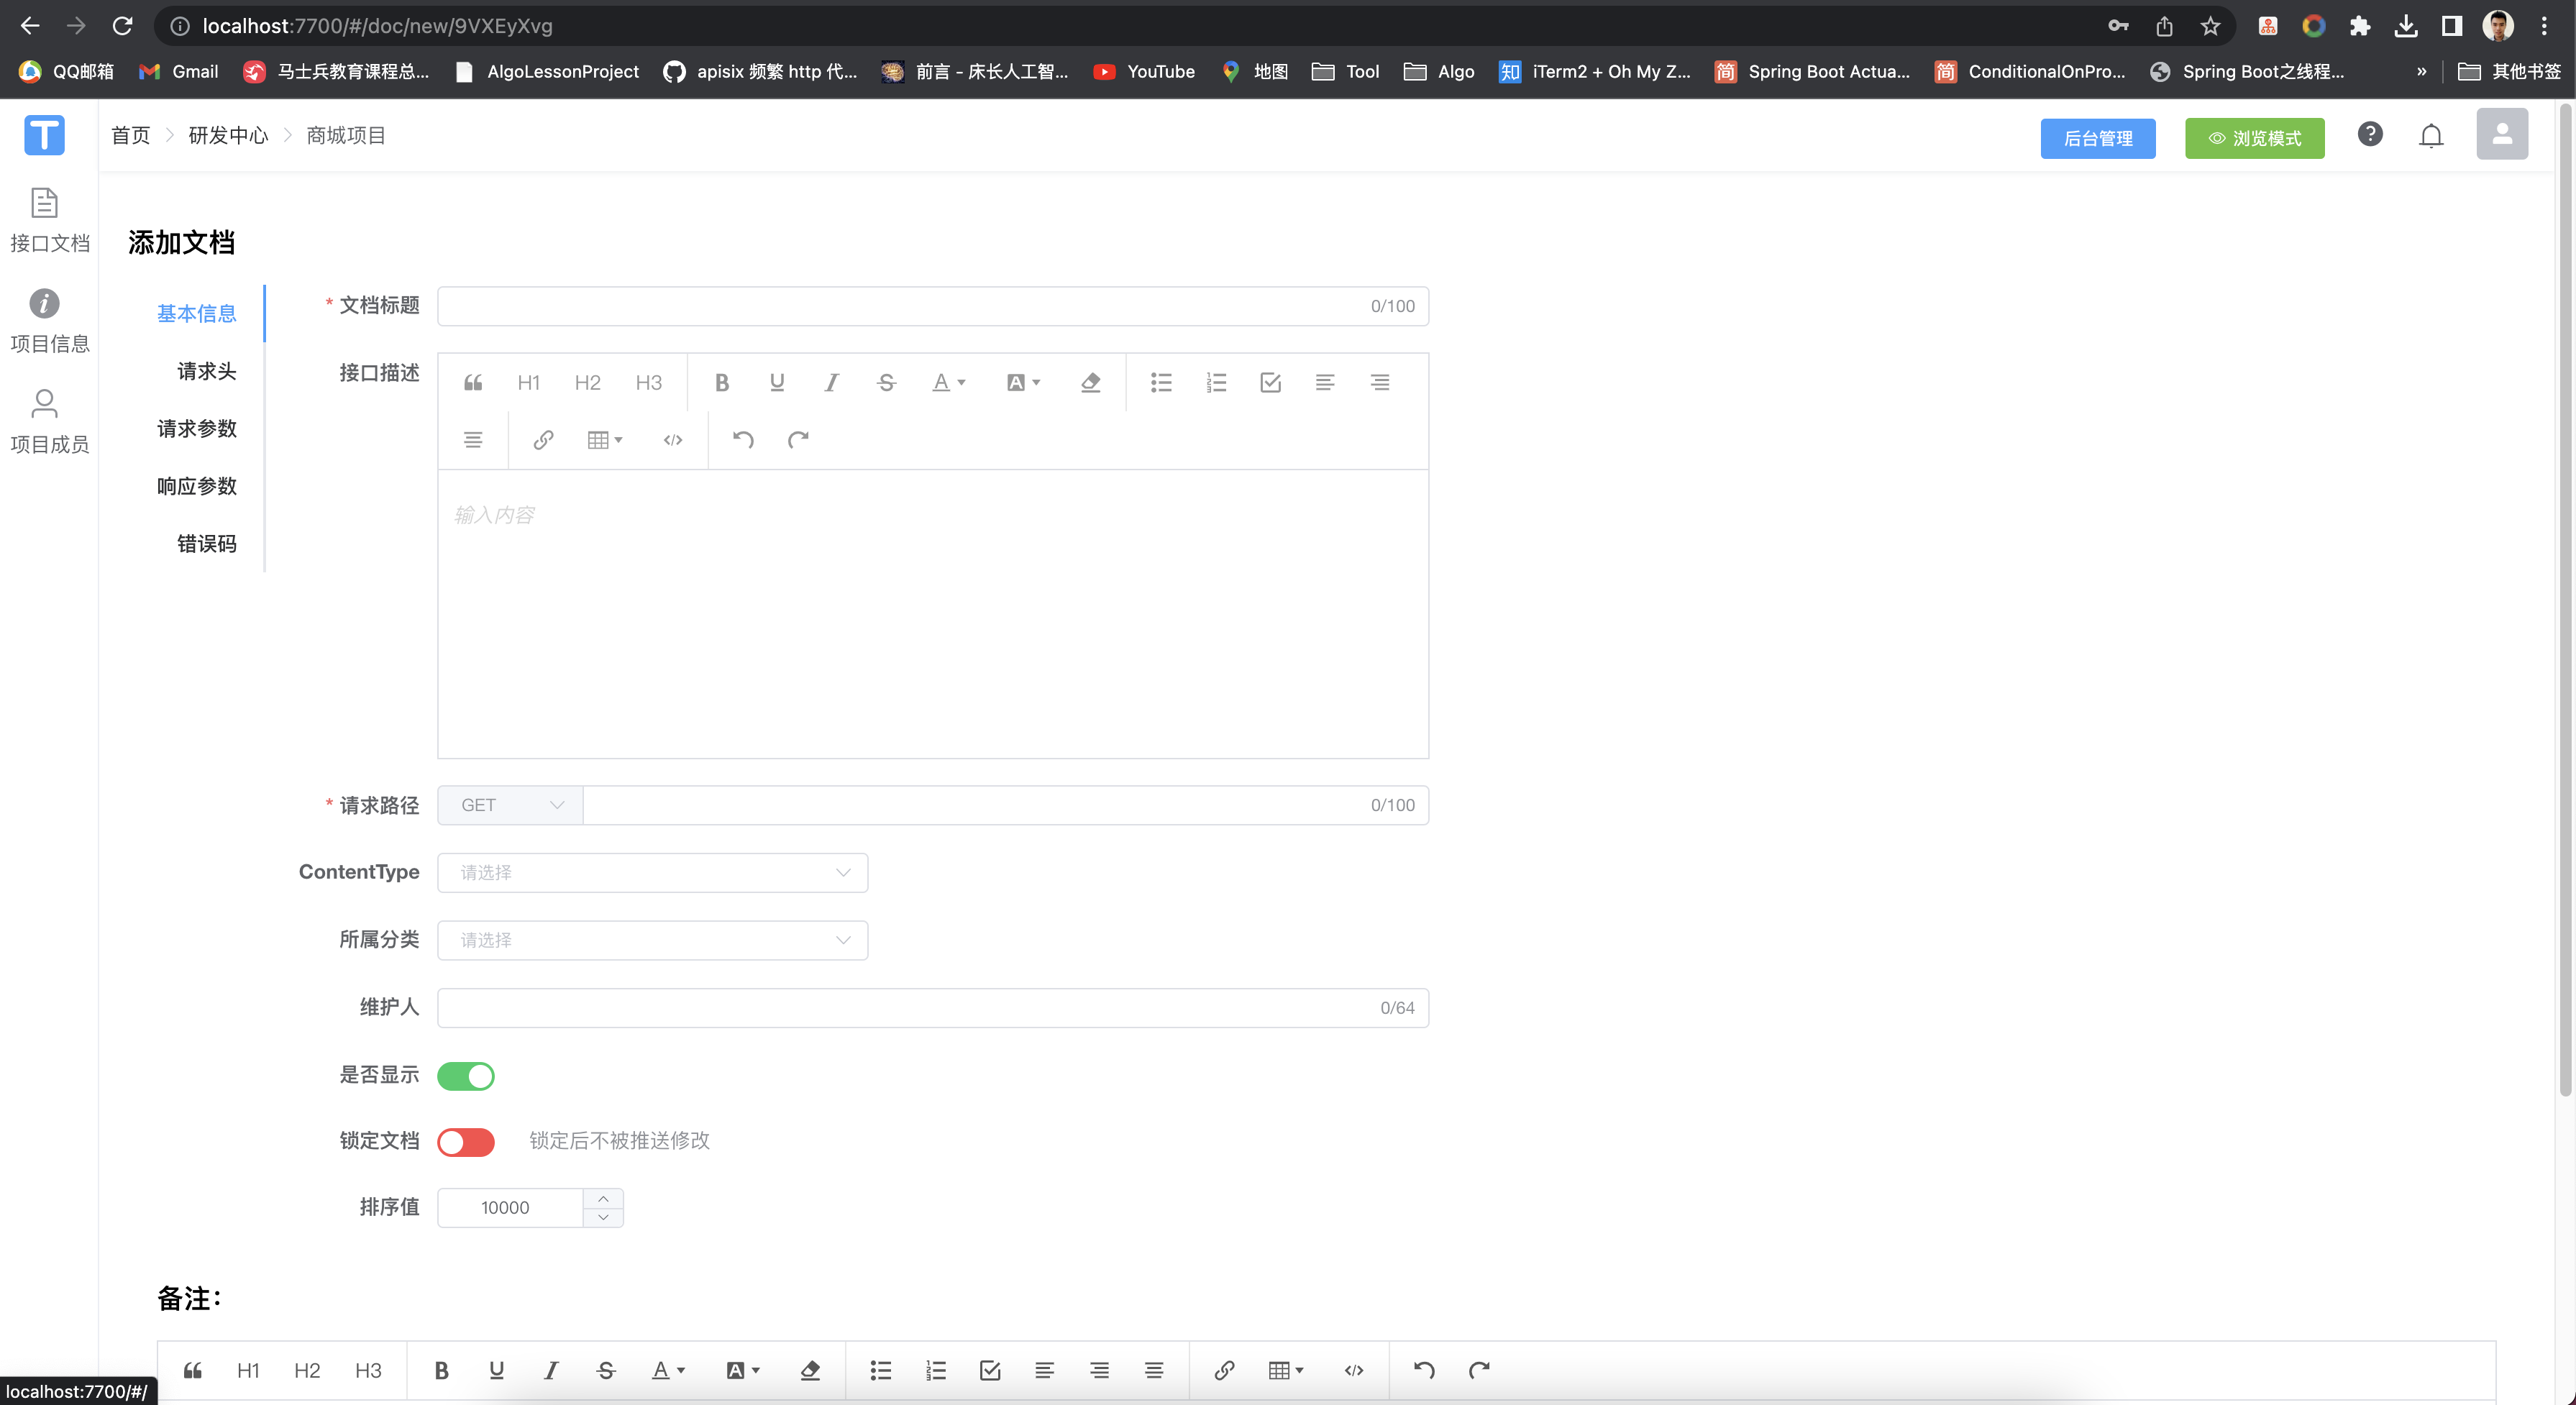 localhost:7700/#/doc/new/9VXEyXvg
QQ邮箱 Gmail 马士兵教育课程总... AlgoLessonProject apisix 频繁 http 代... 前言 - 床长人工智... YouTube 地图 Tool Algo 知 iTerm2 + Oh My Z... 简 Spring Boot Actua... 简 ConditionalOnPro... Spring Boot之线程... » 其他书签
T 首页 研发中心 商城项目 后台管理 浏览模式
接口文档
项目信息
项目成员
添加文档
基本信息
请求头
请求参数
响应参数
错误码
* 文档标题 0/100
接口描述 H1 H2 H3 B U I S A A
输入内容
* 请求路径 GET 0/100
ContentType 请选择
所属分类 请选择
维护人 0/64
是否显示
锁定文档 锁定后不被推送修改
排序值 10000
备注：
H1 H2 H3 B U I S A A
localhost:7700/#/